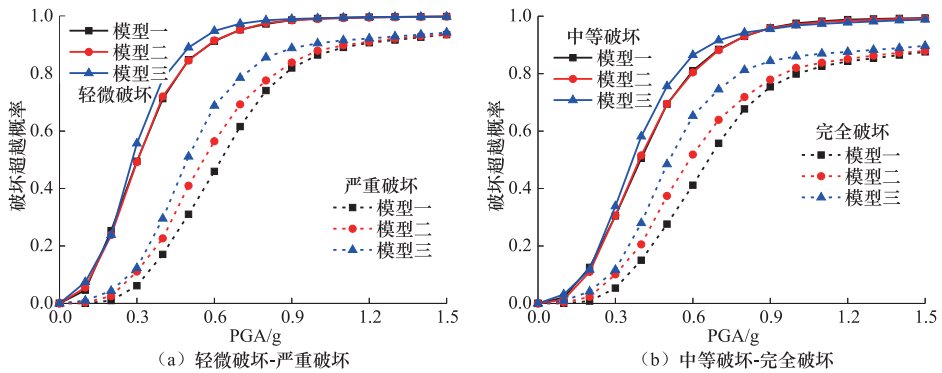 模型一
模型二
模型三
轻微破坏
严重破坏
模型一
模型二
模型三
破坏超越概率
1.0
0.8
0.6
0.4
0.2
0.0
0.0 0.3 0.6 0.9 1.2 1.5
PGA/g
(a) 轻微破坏-严重破坏
中等破坏
模型一
模型二
模型三
完全破坏
模型一
模型二
模型三
破坏超越概率
1.0
0.8
0.6
0.4
0.2
0.0
0.0 0.3 0.6 0.9 1.2 1.5
PGA/g
(b) 中等破坏-完全破坏